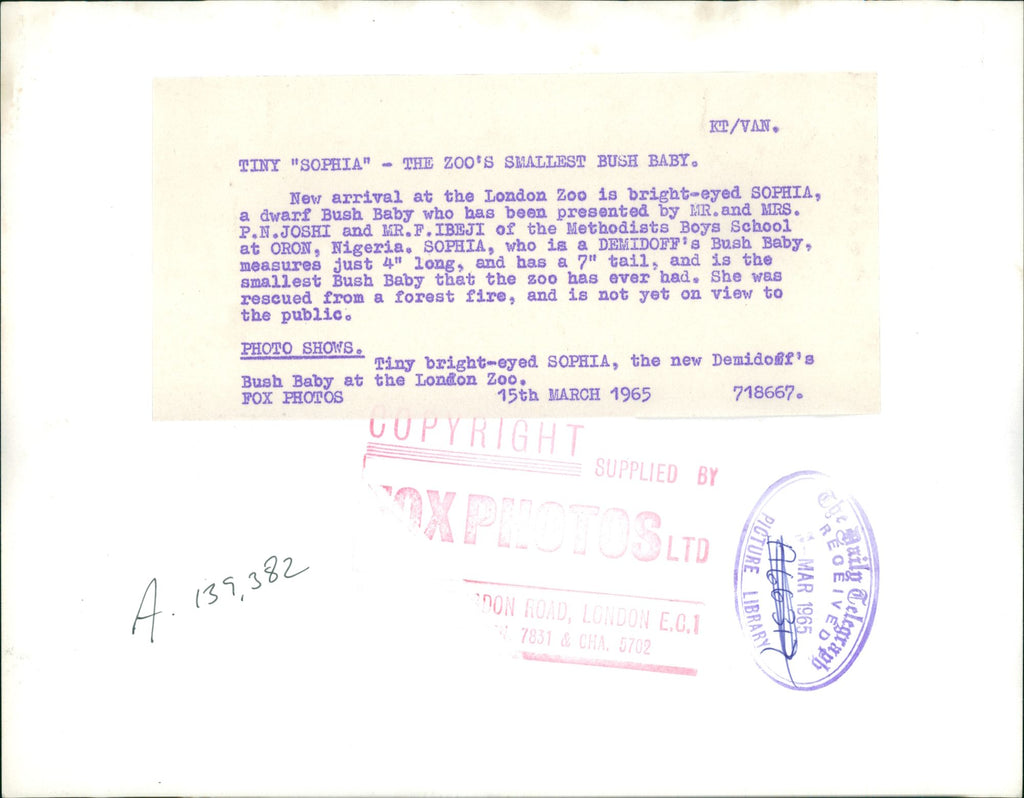 KT/VAN.
TINY "SOPHIA" - THE ZOO'S SMALLEST BUSH BABY.
New arrival at the London Zoo is bright-eyed SOPHIA,
a dwarf Bush Baby who has been presented by MR.and MRS.
P.N.JOSHI and MR.F.IBEJI of the Methodists Boys School
at ORON, Nigeria. SOPHIA, who is a DEMIDOFF's Bush Baby,
measures just 4" long, and has a 7" tail, and is the
smallest Bush Baby that the zoo has ever had. She was
rescued from a forest fire, and is not yet on view to
the public.
PHOTO SHOWS.
Tiny bright-eyed SOPHIA, the new Demidoff's
Bush Baby at the London Zoo.
FOX PHOTOS 15th MARCH 1965 718667.
COPYRIGHT
SUPPLIED BY
FOX PHOTOS LTD
ROAD, LONDON E.C.1
7831 & CHA. 5702
A. 139,382
The Daily Telegraph
RECEIVED
MAR 1965
PICTURE LIBRARY